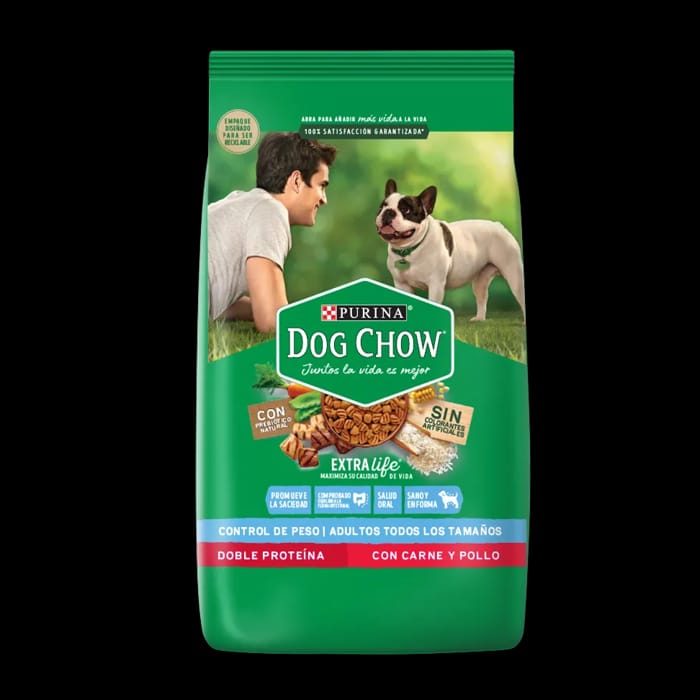 ABRA PARA AÑADIR más vida A LA VIDA
100% SATISFACCIÓN GARANTIZADA*
EMPAQUE
DISEÑADO
PARA SER
RECICLABLE
PURINA®
DOG CHOW®
Juntos la vida es mejor
CON
PREBIÓTICO
NATURAL
SIN
COLORANTES
ARTIFICIALES
EXTRA life®
MAXIMIZA SU CALIDAD DE VIDA
PROMUEVE
LA SACIEDAD
COMPROBADO
SALUD
ORAL
SANO Y
EN FORMA
CONTROL DE PESO | ADULTOS TODOS LOS TAMAÑOS
DOBLE PROTEÍNA
CON CARNE Y POLLO